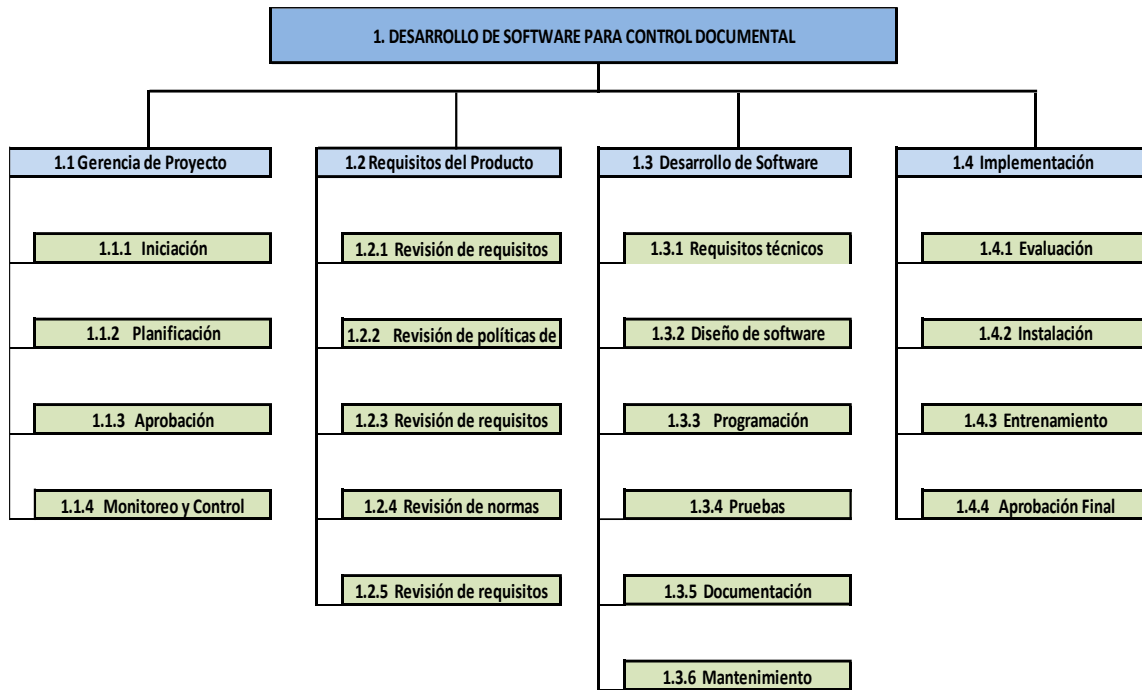 1. DESARROLLO DE SOFTWARE PARA CONTROL DOCUMENTAL
1.1 Gerencia de Proyecto
1.1.1 Iniciación
1.1.2 Planificación
1.1.3 Aprobación
1.1.4 Monitoreo y Control
1.2 Requisitos del Producto
1.2.1 Revisión de requisitos
1.2.2 Revisión de políticas de
1.2.3 Revisión de requisitos
1.2.4 Revisión de normas
1.2.5 Revisión de requisitos
1.3 Desarrollo de Software
1.3.1 Requisitos técnicos
1.3.2 Diseño de software
1.3.3 Programación
1.3.4 Pruebas
1.3.5 Documentación
1.3.6 Mantenimiento
1.4 Implementación
1.4.1 Evaluación
1.4.2 Instalación
1.4.3 Entrenamiento
1.4.4 Aprobación Final